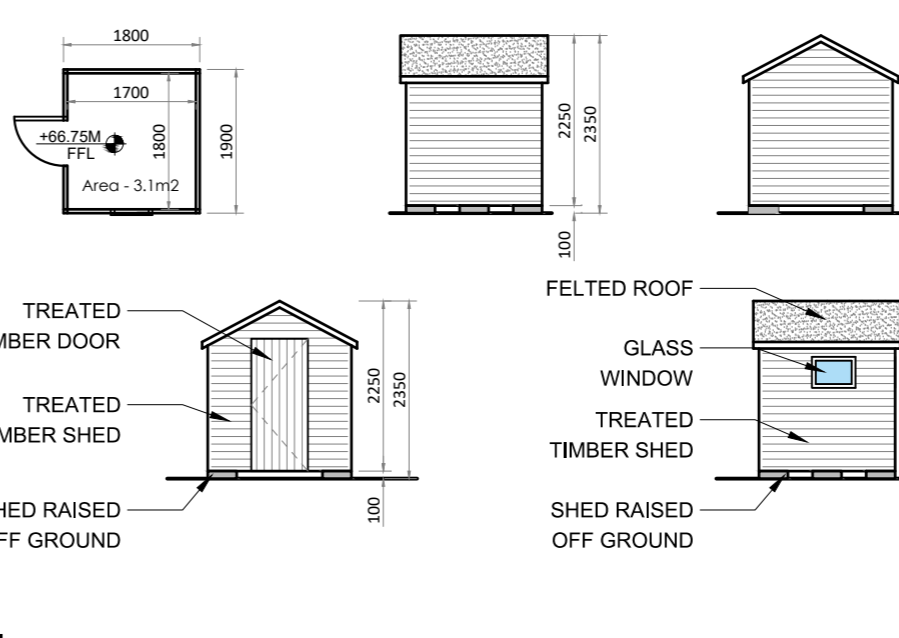 1800
1700
+66.75M
FFL
1800
1900
Area - 3.1m2
2250
2350
100
TREATED
MBER DOOR
TREATED
MBER SHED
HED RAISED
FF GROUND
2250
2350
100
FELTED ROOF
GLASS
WINDOW
TREATED
TIMBER SHED
SHED RAISED
OFF GROUND